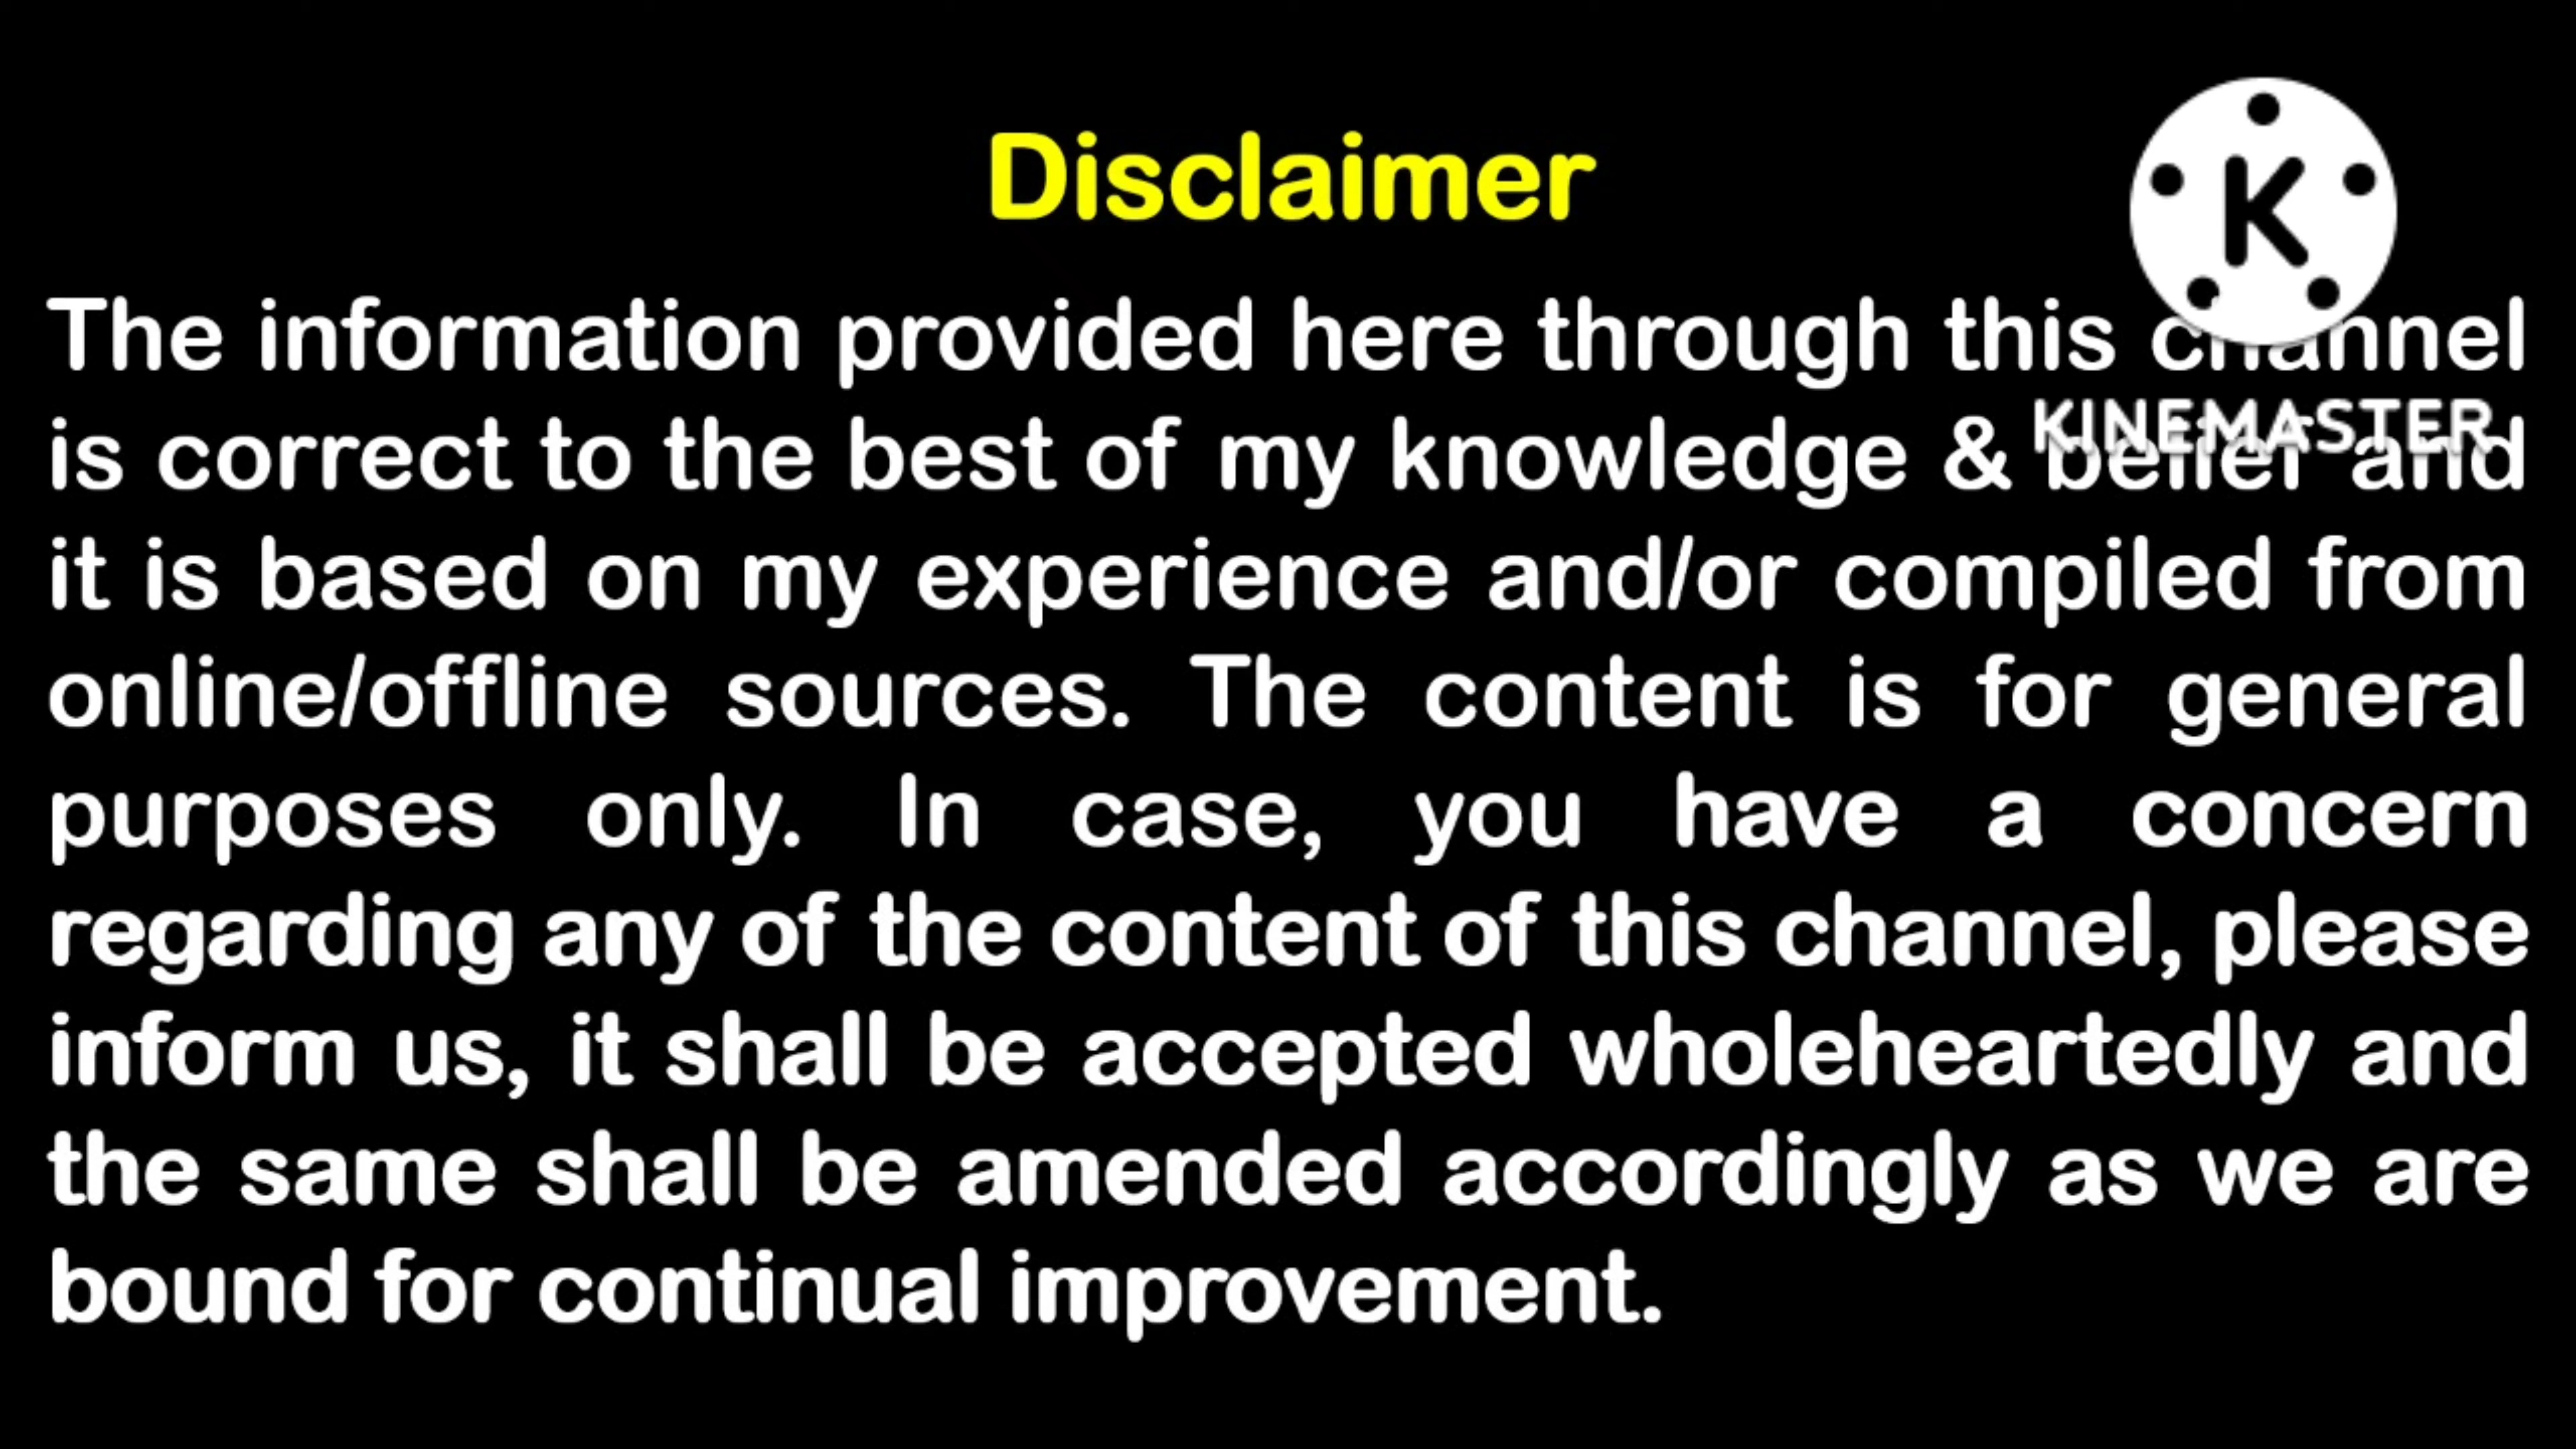 Disclaimer
K
The information provided here through this channel
KINEMASTER
is correct to the best of my knowledge & belief and
it is based on my experience and/or compiled from
online/offline sources. The content is for general
purposes only. In case, you have a concern
regarding any of the content of this channel, please
inform us, it shall be accepted wholeheartedly and
the same shall be amended accordingly as we are
bound for continual improvement.